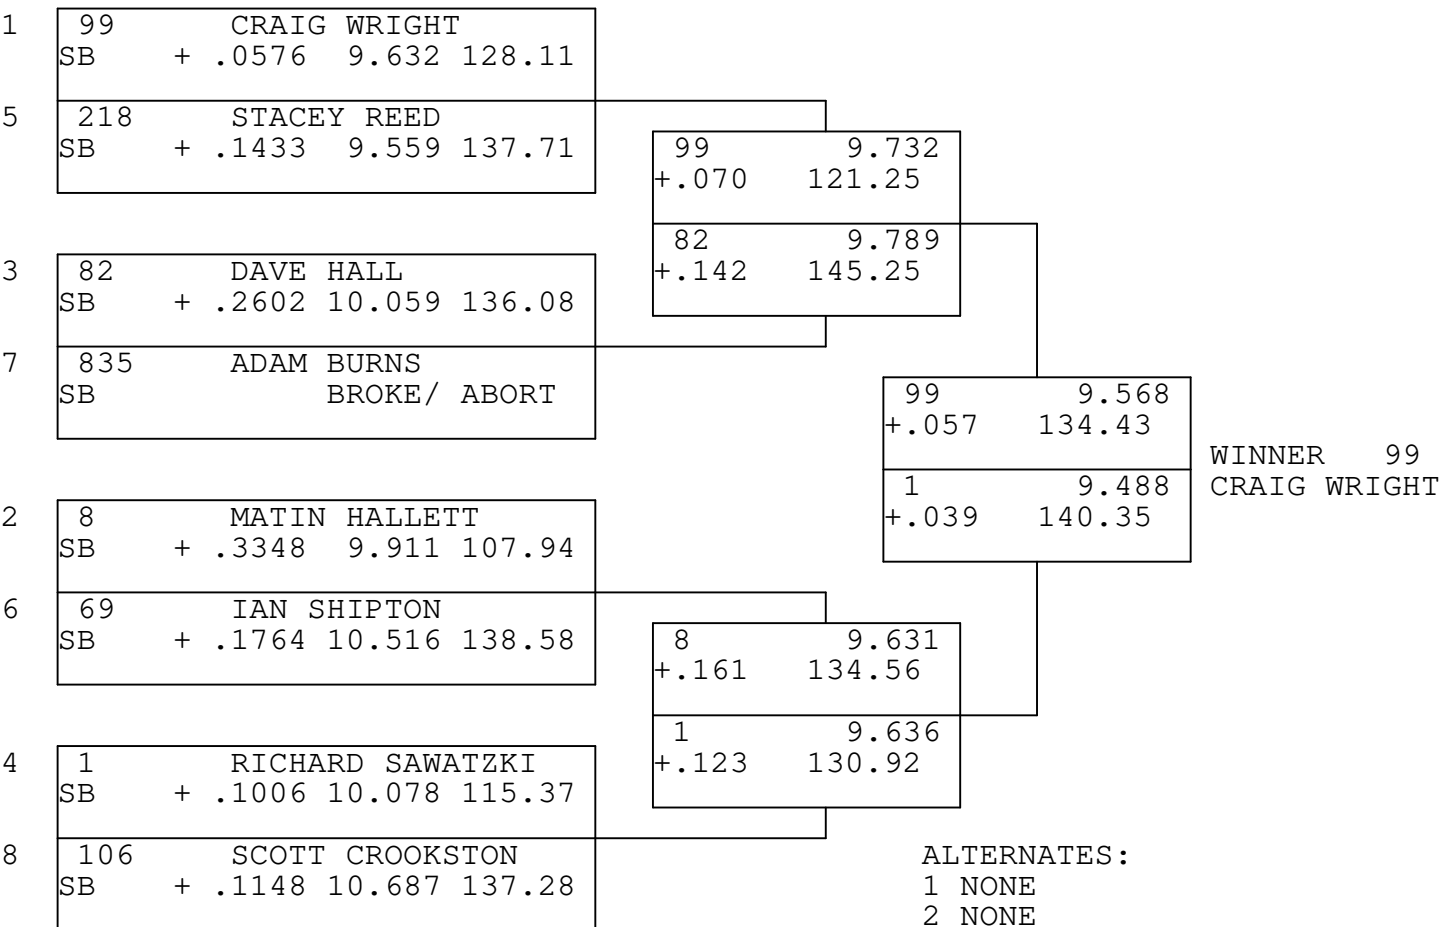 1 99 CRAIG WRIGHT
SB + .0576 9.632 128.11
5 218 STACEY REED
SB + .1433 9.559 137.71
99 9.732
+.070 121.25
82 9.789
+.142 145.25
3 82 DAVE HALL
SB + .2602 10.059 136.08
7 835 ADAM BURNS
SB BROKE/ ABORT
99 9.568
+.057 134.43
1 9.488
+.039 140.35
WINNER 99
CRAIG WRIGHT
2 8 MATIN HALLETT
SB + .3348 9.911 107.94
6 69 IAN SHIPTON
SB + .1764 10.516 138.58
8 9.631
+.161 134.56
1 9.636
+.123 130.92
4 1 RICHARD SAWATZKI
SB + .1006 10.078 115.37
8 106 SCOTT CROOKSTON
SB + .1148 10.687 137.28
ALTERNATES:
1 NONE
2 NONE